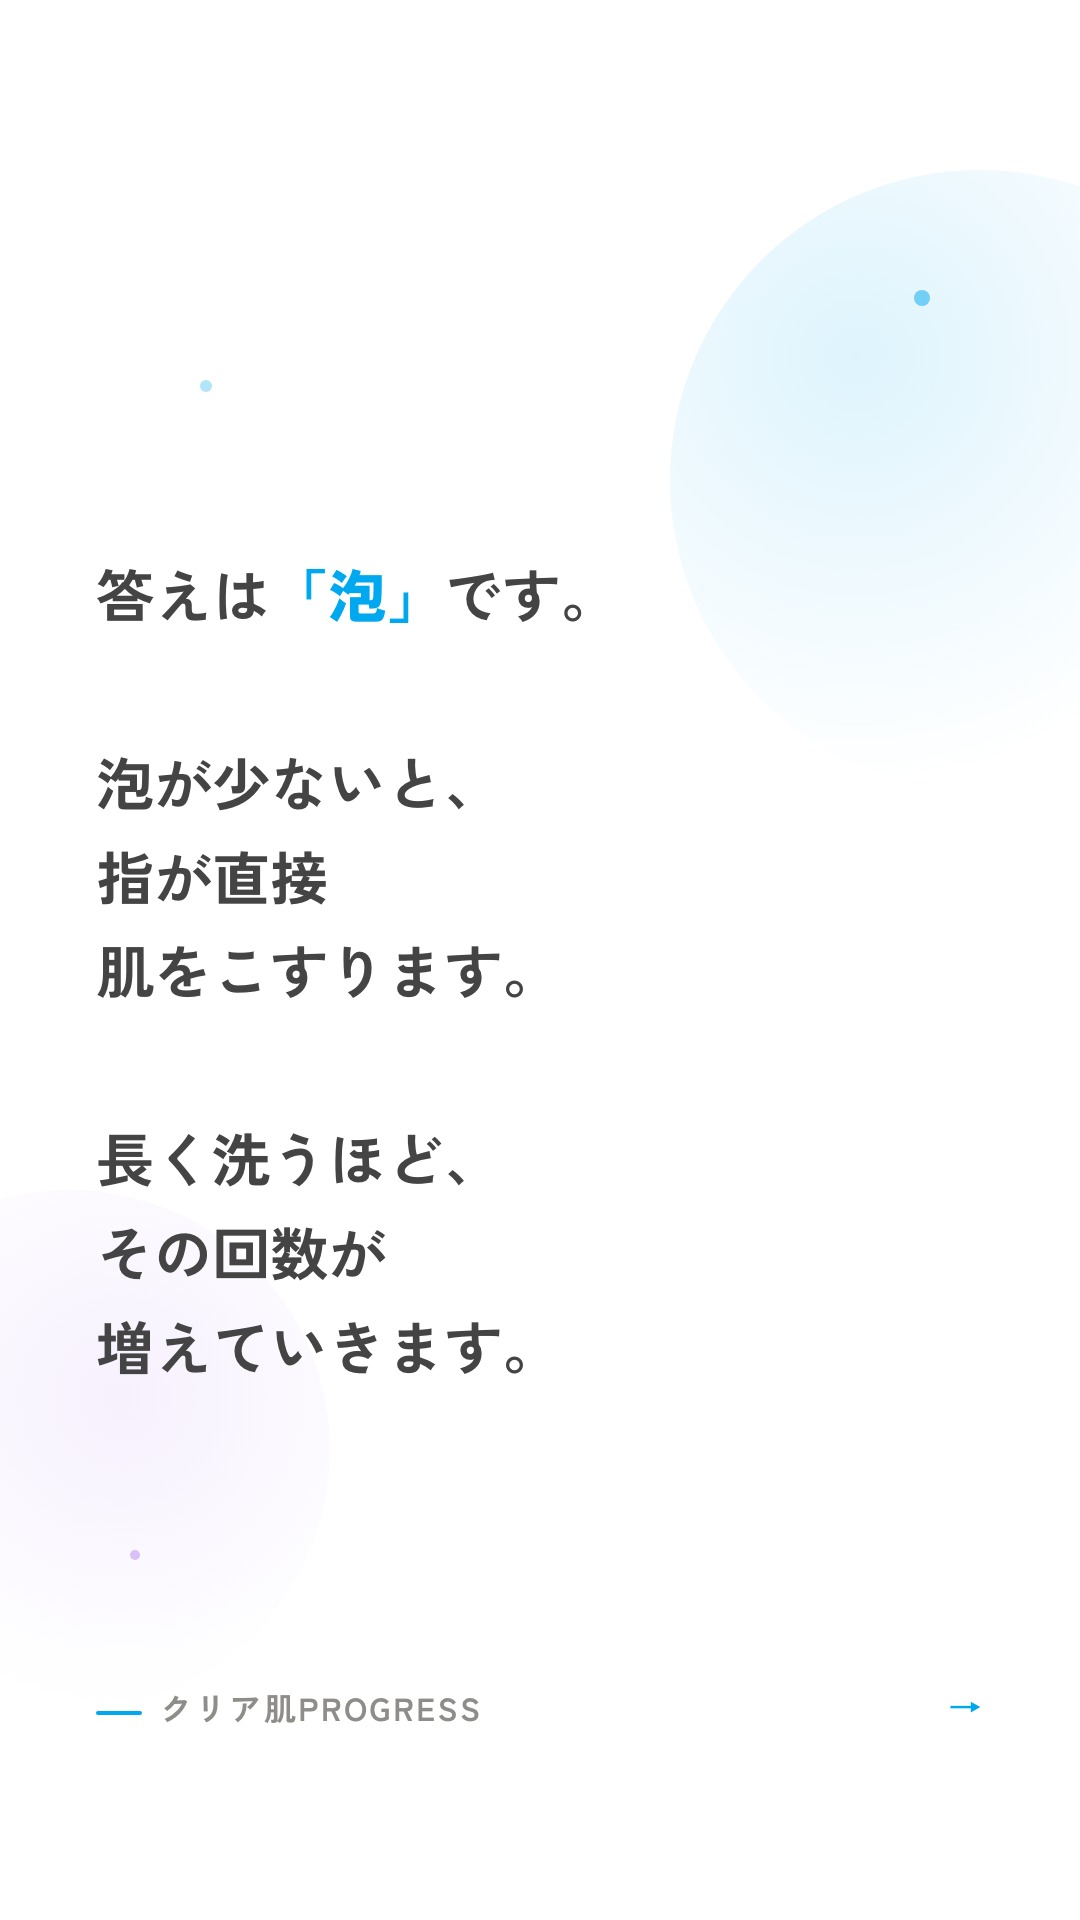 答えは「泡」です。
泡が少ないと、
指が直接
肌をこすります。
長く洗うほど、
その回数が
増えていきます。
クリア肌PROGRESS
→